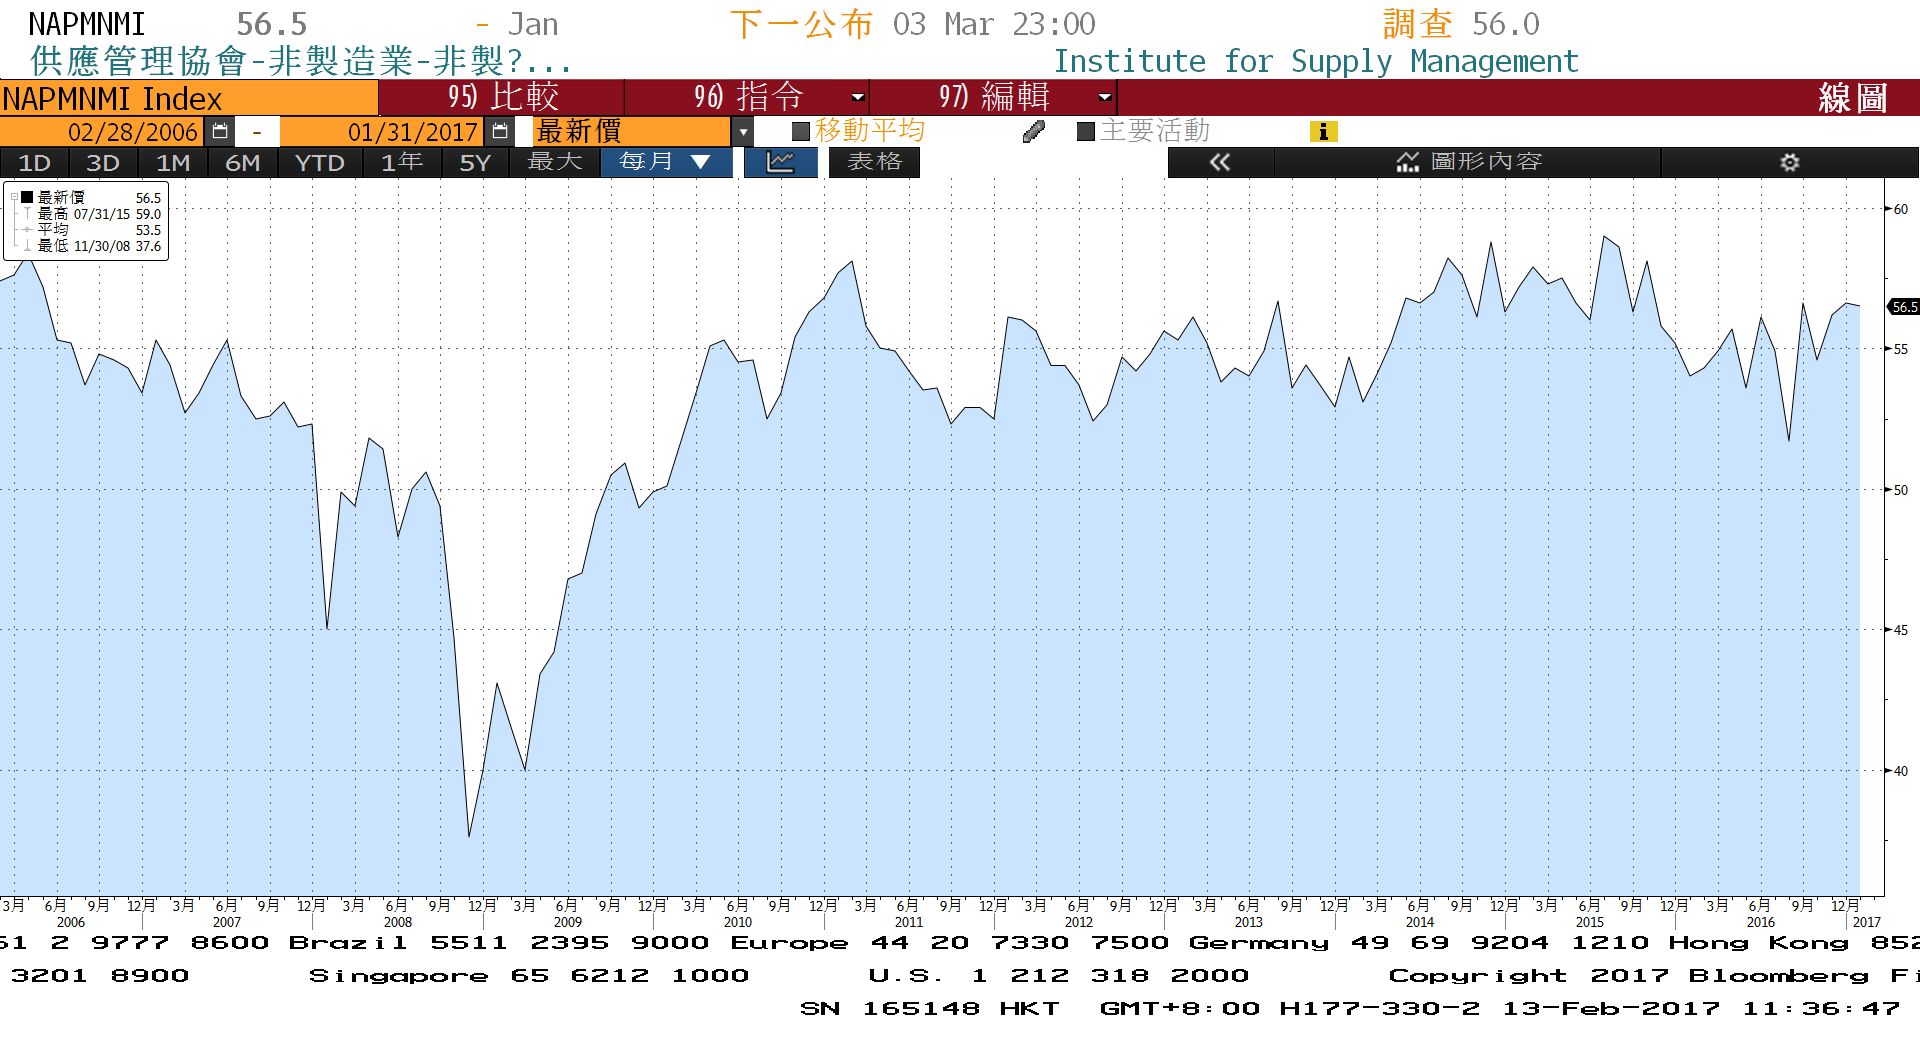 NAPMNMI 56.5 - Jan 下一公布 03 Mar 23:00 調查 56.0
供應管理協會-非製造業-非製?... Institute for Supply Management
NAPMNMI Index 95) 比較 96) 指令 97) 編輯 線圖
02/28/2006 - 01/31/2017 最新價 移動平均 主要活動 i
1D 3D 1M 6M YTD 1年 5Y 最大 每月 ▼ 表格 « 圖形內容
最新價 56.5
最高 07/31/15 59.0
平均 53.5
最低 11/30/08 37.6
60
56.5
55
50
45
40
3月 6月 9月 12月 3月 6月 9月 12月 3月 6月 9月 12月 3月 6月 9月 12月 3月 6月 9月 12月 3月 6月 9月 12月 3月 6月 9月 12月 3月 6月 9月 12月 3月 6月 9月 12月 3月 6月 9月 12月 3月 6月 9月 12月
2006 2007 2008 2009 2010 2011 2012 2013 2014 2015 2016 2017
61 2 9777 8600 Brazil 5511 2395 9000 Europe 44 20 7330 7500 Germany 49 69 9204 1210 Hong Kong 852
3201 8900 Singapore 65 6212 1000 U.S. 1 212 318 2000 Copyright 2017 Bloomberg Fi
SN 165148 HKT GMT+8:00 H177-330-2 13-Feb-2017 11:36:47